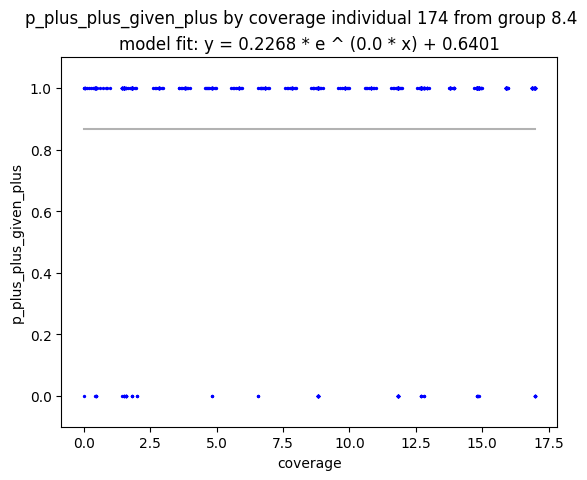 p_plus_plus_given_plus by coverage individual 174 from group 8.4
model fit: y = 0.2268 * e ^ (0.0 * x) + 0.6401
1.0
0.8
0.6
0.4
0.2
0.0
p_plus_plus_given_plus
0.0 2.5 5.0 7.5 10.0 12.5 15.0 17.5
coverage